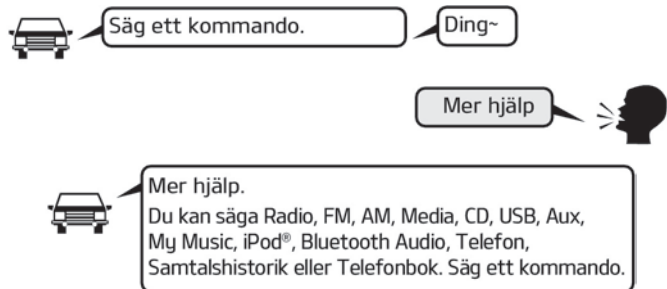 Säg ett kommando.
Ding~
Mer hjälp
Mer hjälp.
Du kan säga Radio, FM, AM, Media, CD, USB, Aux,
My Music, iPod®, Bluetooth Audio, Telefon,
Samtalshistorik eller Telefonbok. Säg ett kommando.